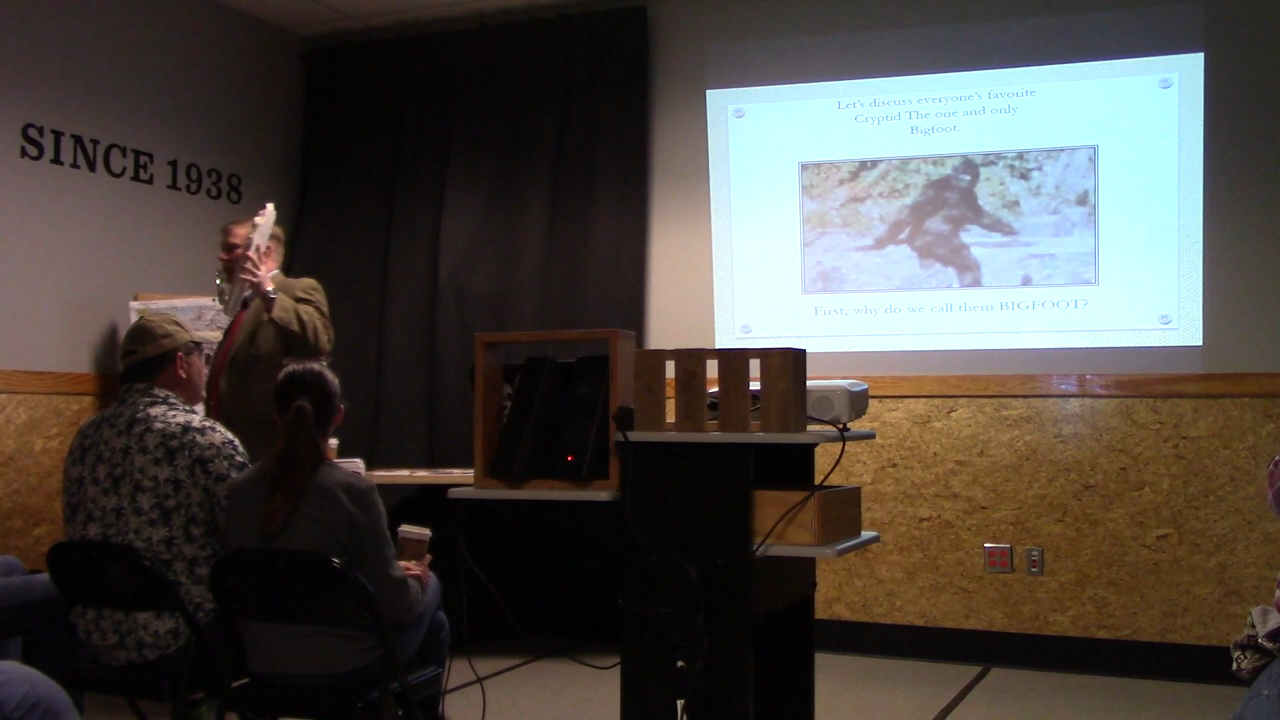 SINCE 1938
Let's discuss everyone's favorite
Cryptid The one and only
Bigfoot.
First, why do we call them BIGFOOT?